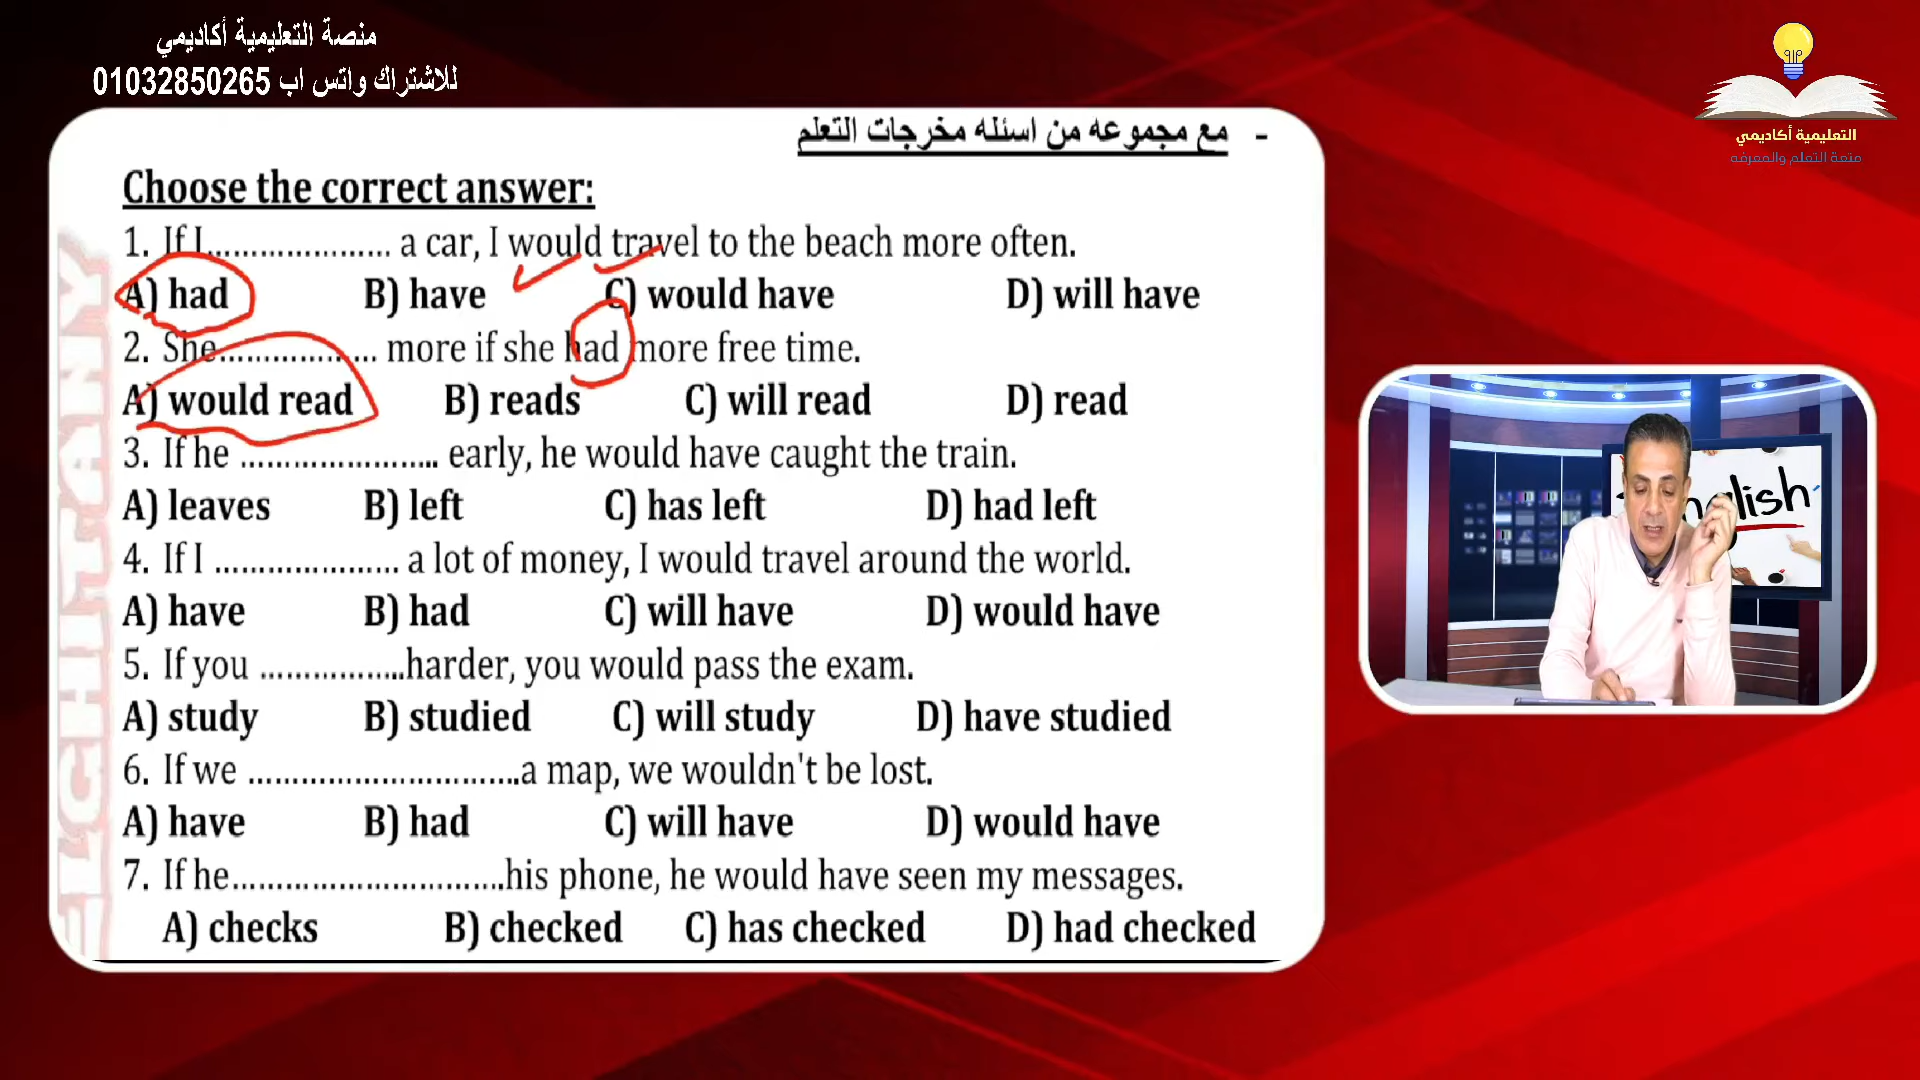 منصة التعليمية أكاديمي
للاشتراك واتس اب 01032850265
التعليمية أكاديمي
متعة التعلم والمعرفه
- مع مجموعه من اسئله مخرجات التعلم
Choose the correct answer:
1. If I………………… a car, I would travel to the beach more often.
A) had B) have C) would have D) will have
2. She……………… more if she had more free time.
A) would read B) reads C) will read D) read
3. If he ………………….. early, he would have caught the train.
A) leaves B) left C) has left D) had left
4. If I ………………… a lot of money, I would travel around the world.
A) have B) had C) will have D) would have
5. If you ……………..harder, you would pass the exam.
A) study B) studied C) will study D) have studied
6. If we ………………………….a map, we wouldn't be lost.
A) have B) had C) will have D) would have
7. If he………………………….his phone, he would have seen my messages.
A) checks B) checked C) has checked D) had checked